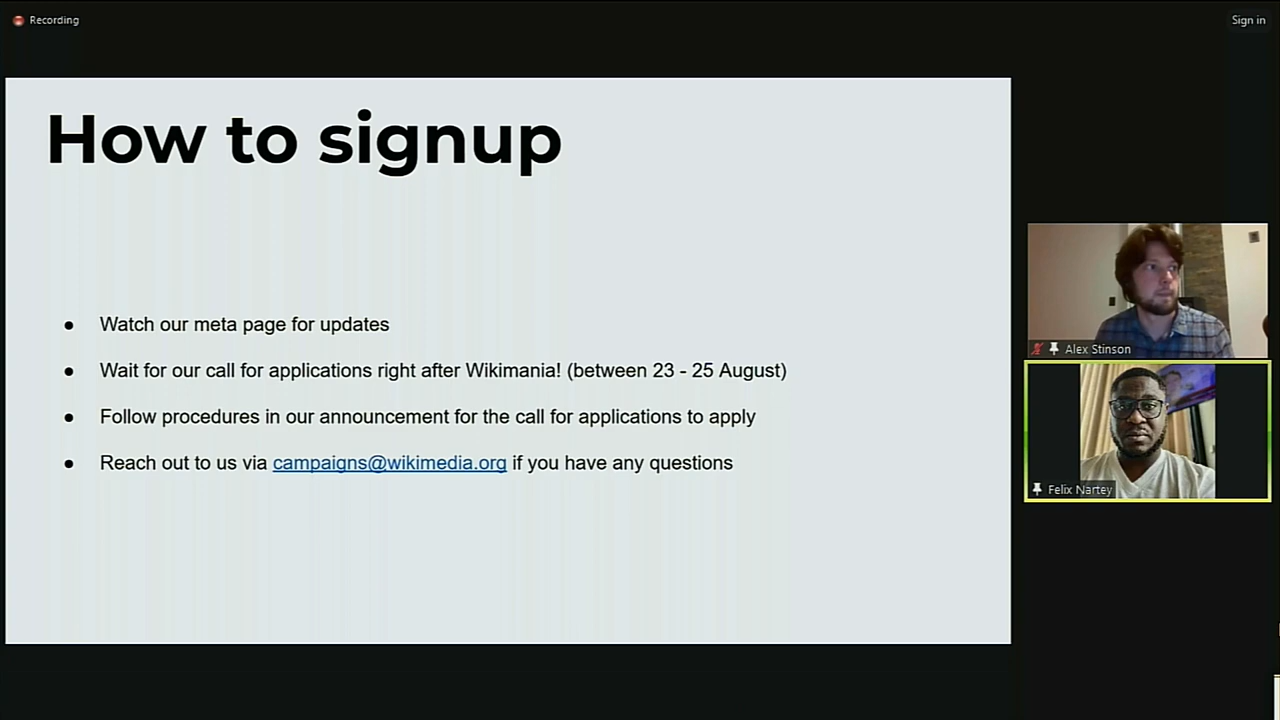 Recording
Sign in
How to signup
● Watch our meta page for updates
● Wait for our call for applications right after Wikimania! (between 23 - 25 August)
● Follow procedures in our announcement for the call for applications to apply
● Reach out to us via campaigns@wikimedia.org if you have any questions
Alex Stinson
Felix Nartey